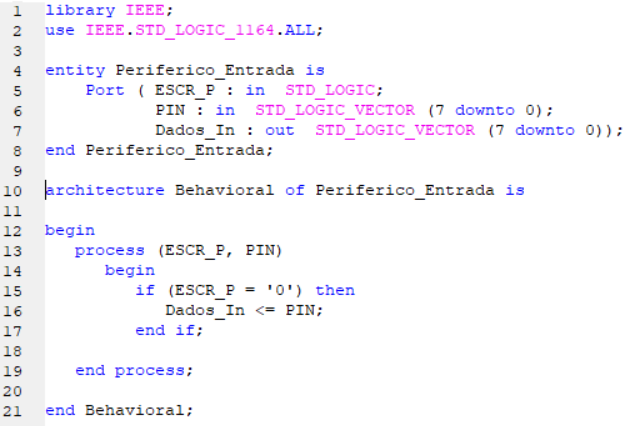 1 library IEEE;
2 use IEEE.STD_LOGIC_1164.ALL;
3
4 entity Periferico_Entrada is
5     Port ( ESCR_P : in  STD_LOGIC;
6            PIN : in  STD_LOGIC_VECTOR (7 downto 0);
7            Dados_In : out  STD_LOGIC_VECTOR (7 downto 0));
8 end Periferico_Entrada;
9
10 architecture Behavioral of Periferico_Entrada is
11
12 begin
13    process (ESCR_P, PIN)
14       begin
15          if (ESCR_P = '0') then
16             Dados_In <= PIN;
17          end if;
18
19    end process;
20
21 end Behavioral;